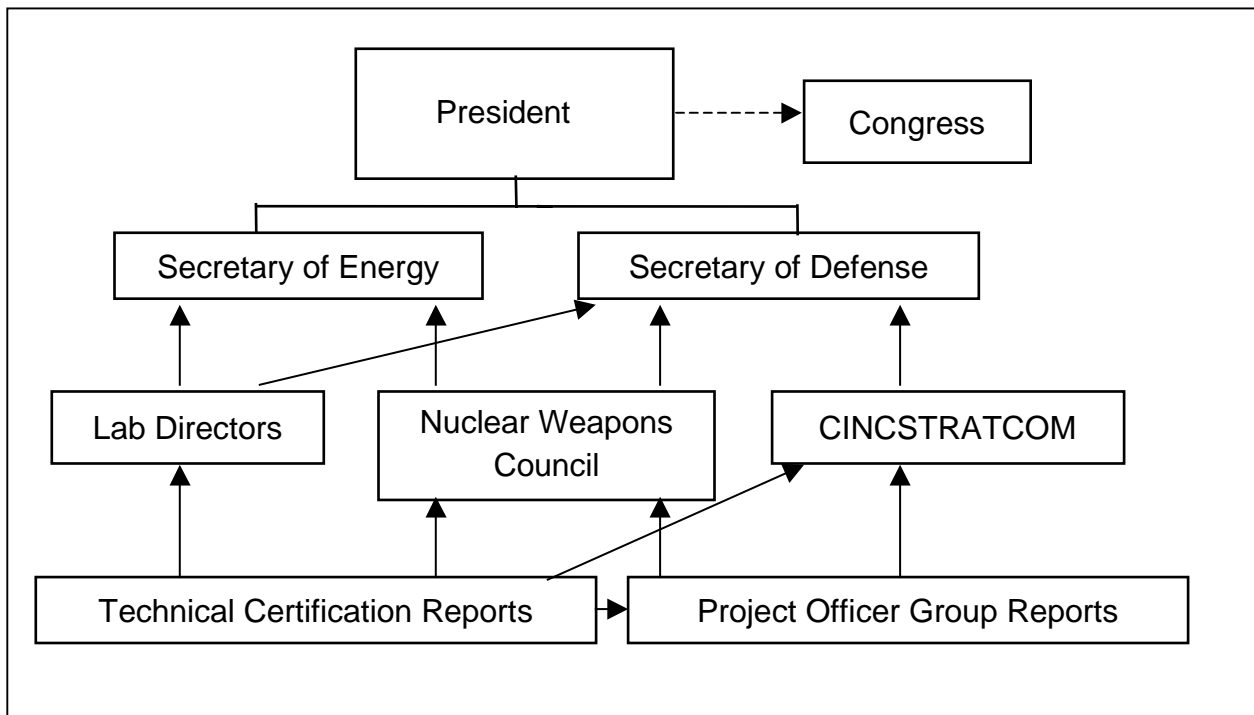 President
Congress
Secretary of Energy
Secretary of Defense
Lab Directors
Nuclear Weapons
Council
CINCSTRATCOM
Technical Certification Reports
Project Officer Group Reports